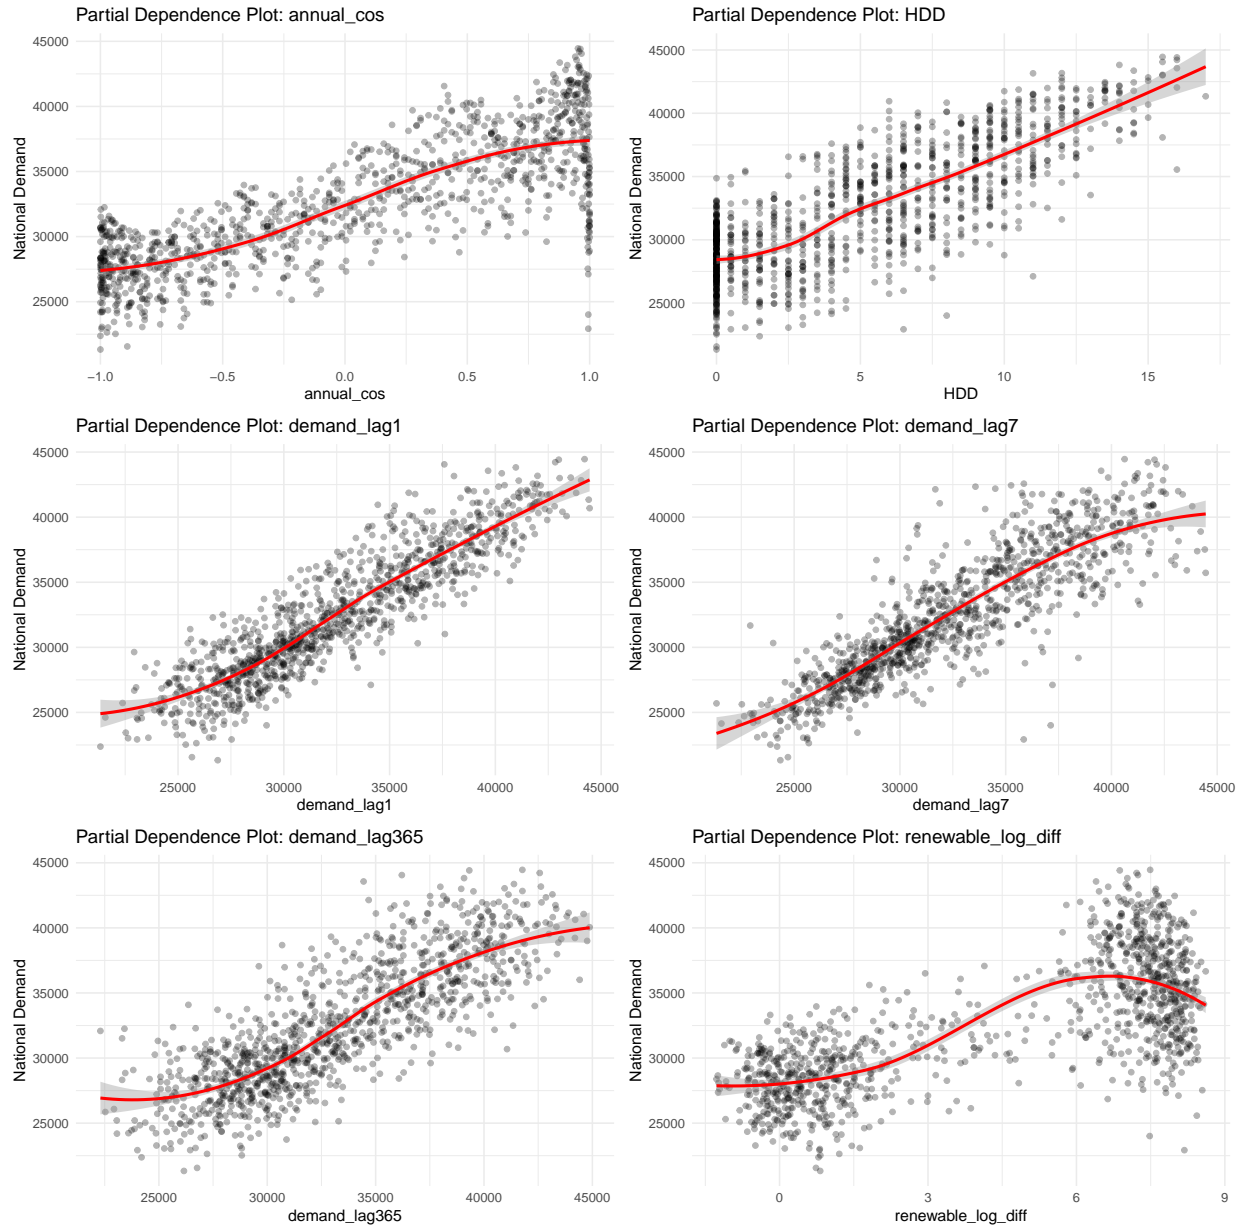 Partial Dependence Plot: annual_cos
45000
40000
35000
30000
25000
National Demand
−1.0 −0.5 0.0 0.5 1.0
annual_cos
Partial Dependence Plot: HDD
45000
40000
35000
30000
25000
National Demand
0 5 10 15
HDD
Partial Dependence Plot: demand_lag1
45000
40000
35000
30000
25000
National Demand
25000 30000 35000 40000 45000
demand_lag1
Partial Dependence Plot: demand_lag7
45000
40000
35000
30000
25000
National Demand
25000 30000 35000 40000 45000
demand_lag7
Partial Dependence Plot: demand_lag365
45000
40000
35000
30000
25000
National Demand
25000 30000 35000 40000 45000
demand_lag365
Partial Dependence Plot: renewable_log_diff
45000
40000
35000
30000
25000
National Demand
0 3 6 9
renewable_log_diff